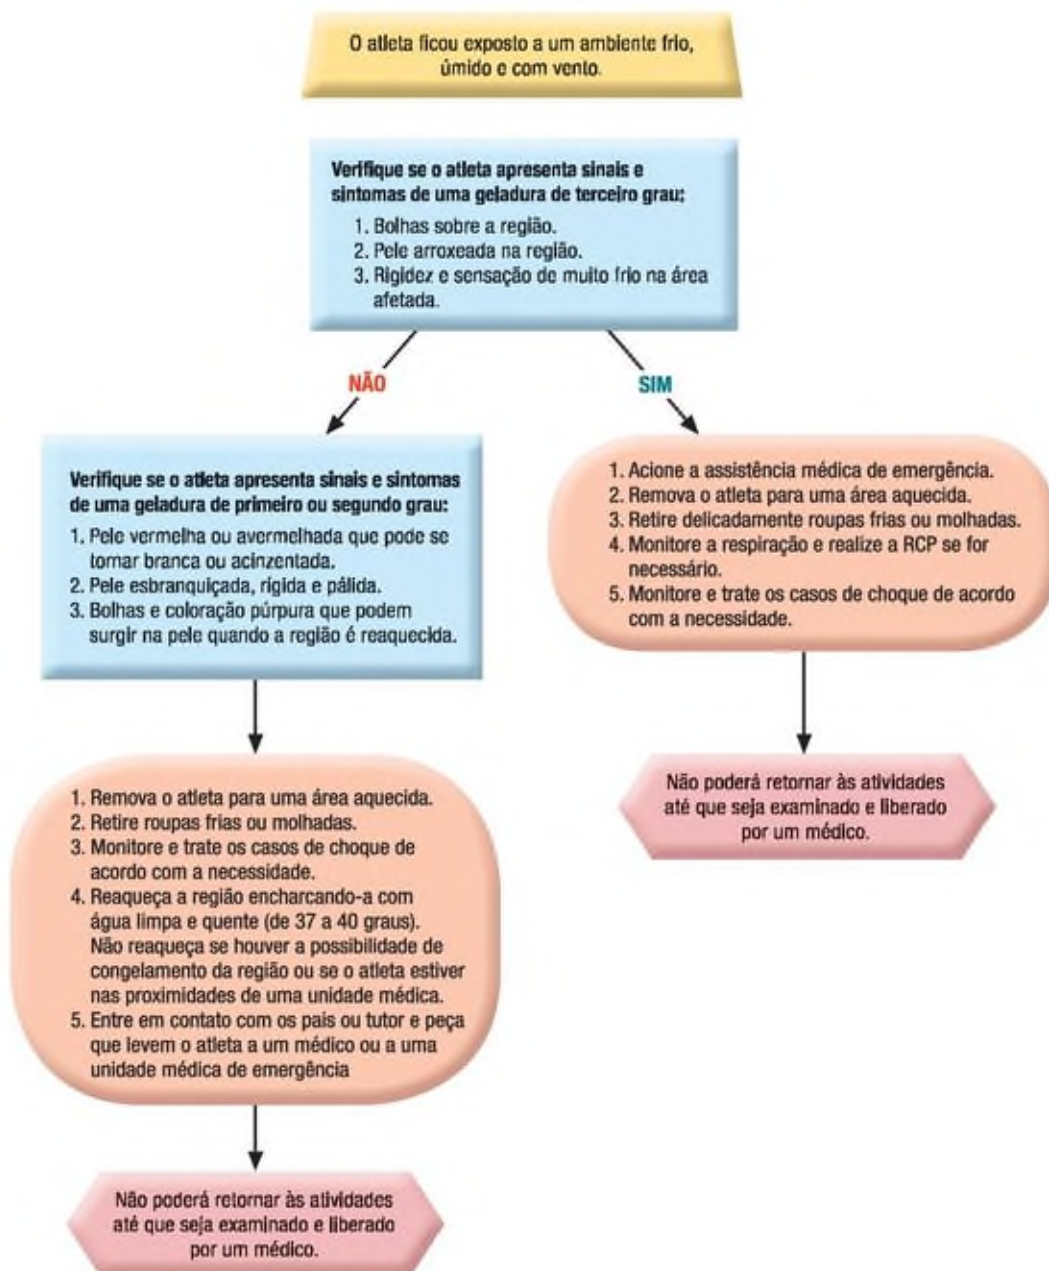 O atleta ficou exposto a um ambiente frio,
úmido e com vento.
Verifique se o atleta apresenta sinais e
sintomas de uma geladura de terceiro grau:
1. Bolhas sobre a região.
2. Pele arroxeada na região.
3. Rigidez e sensação de muito frio na área
afetada.
NÃO
SIM
Verifique se o atleta apresenta sinais e sintomas
de uma geladura de primeiro ou segundo grau:
1. Pele vermelha ou avermelhada que pode se
tornar branca ou acinzentada.
2. Pele esbranquiçada, rígida e pálida.
3. Bolhas e coloração púrpura que podem
surgir na pele quando a região é reaquecida.
1. Acione a assistência médica de emergência.
2. Remova o atleta para uma área aquecida.
3. Retire delicadamente roupas frias ou molhadas.
4. Monitore a respiração e realize a RCP se for
necessário.
5. Monitore e trate os casos de choque de acordo
com a necessidade.
1. Remova o atleta para uma área aquecida.
2. Retire roupas frias ou molhadas.
3. Monitore e trate os casos de choque de
acordo com a necessidade.
4. Reaqueça a região encharcando-a com
água limpa e quente (de 37 a 40 graus).
Não reaqueça se houver a possibilidade de
congelamento da região ou se o atleta estiver
nas proximidades de uma unidade médica.
5. Entre em contato com os pais ou tutor e peça
que levem o atleta a um médico ou a uma
unidade médica de emergência
Não poderá retornar às atividades
até que seja examinado e liberado
por um médico.
Não poderá retornar às atividades
até que seja examinado e liberado
por um médico.